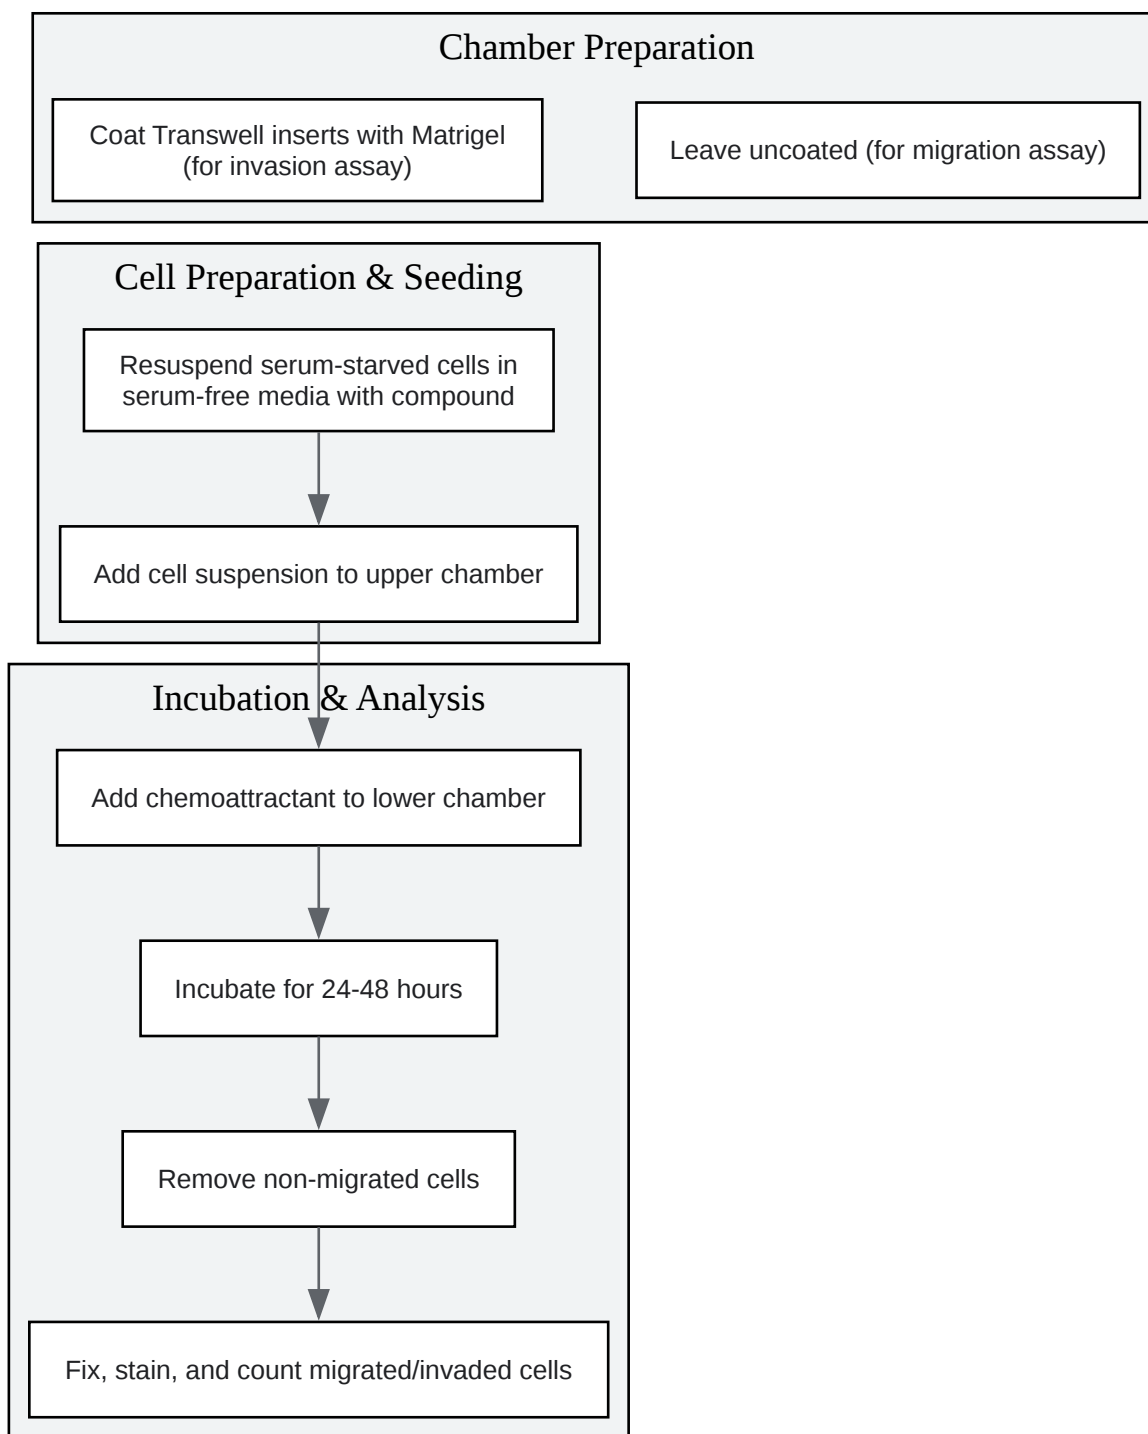 Chamber Preparation
Coat Transwell inserts with Matrigel
(for invasion assay)
Leave uncoated (for migration assay)
Cell Preparation & Seeding
Resuspend serum-starved cells in
serum-free media with compound
Add cell suspension to upper chamber
Incubation & Analysis
Add chemoattractant to lower chamber
Incubate for 24-48 hours
Remove non-migrated cells
Fix, stain, and count migrated/invaded cells